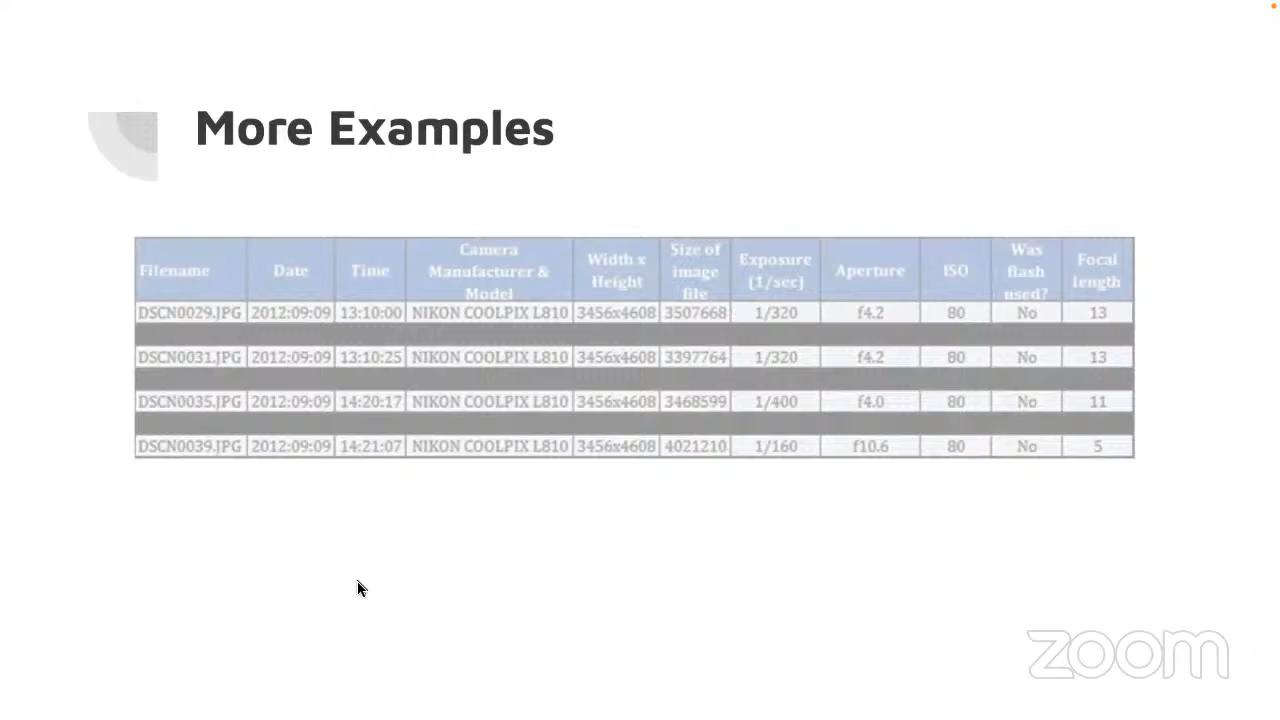 More Examples
Filename Date Time Camera Manufacturer & Model Width x Height Size of image file Exposure (1/sec) Aperture ISO Was flash used? Focal length
DSCN0029.JPG 2012:09:09 13:10:00 NIKON COOLPIX L810 3456x4608 3507668 1/320 f4.2 80 No 13
DSCN0031.JPG 2012:09:09 13:10:25 NIKON COOLPIX L810 3456x4608 3397764 1/320 f4.2 80 No 13
DSCN0035.JPG 2012:09:09 14:20:17 NIKON COOLPIX L810 3456x4608 3468599 1/400 f4.0 80 No 11
DSCN0039.JPG 2012:09:09 14:21:07 NIKON COOLPIX L810 3456x4608 4021210 1/160 f10.6 80 No 5
zoom